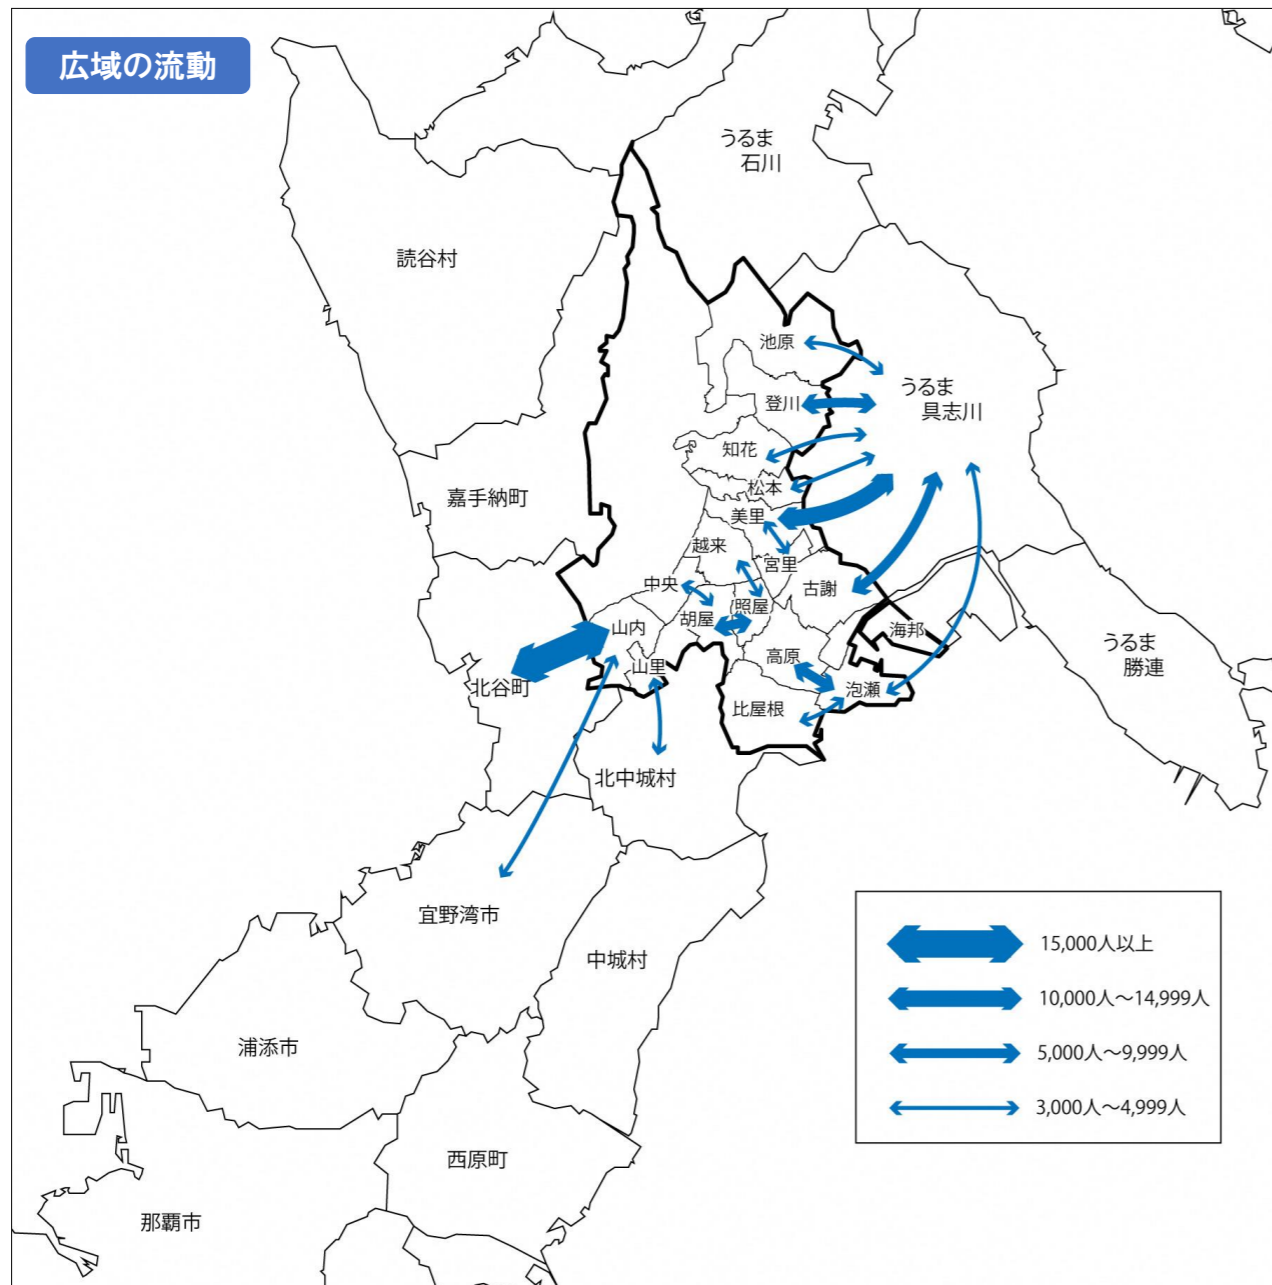 広域の流動
うるま
石川
読谷村
池原
うるま
具志川
登川
知花
嘉手納町
松本
美里
越来
宮里
中央
古謝
照屋
胡屋
山内
海邦
うるま
勝連
高原
山里
北谷町
泡瀬
比屋根
北中城村
宜野湾市
中城村
浦添市
西原町
那覇市
15,000人以上
10,000人～14,999人
5,000人～9,999人
3,000人～4,999人